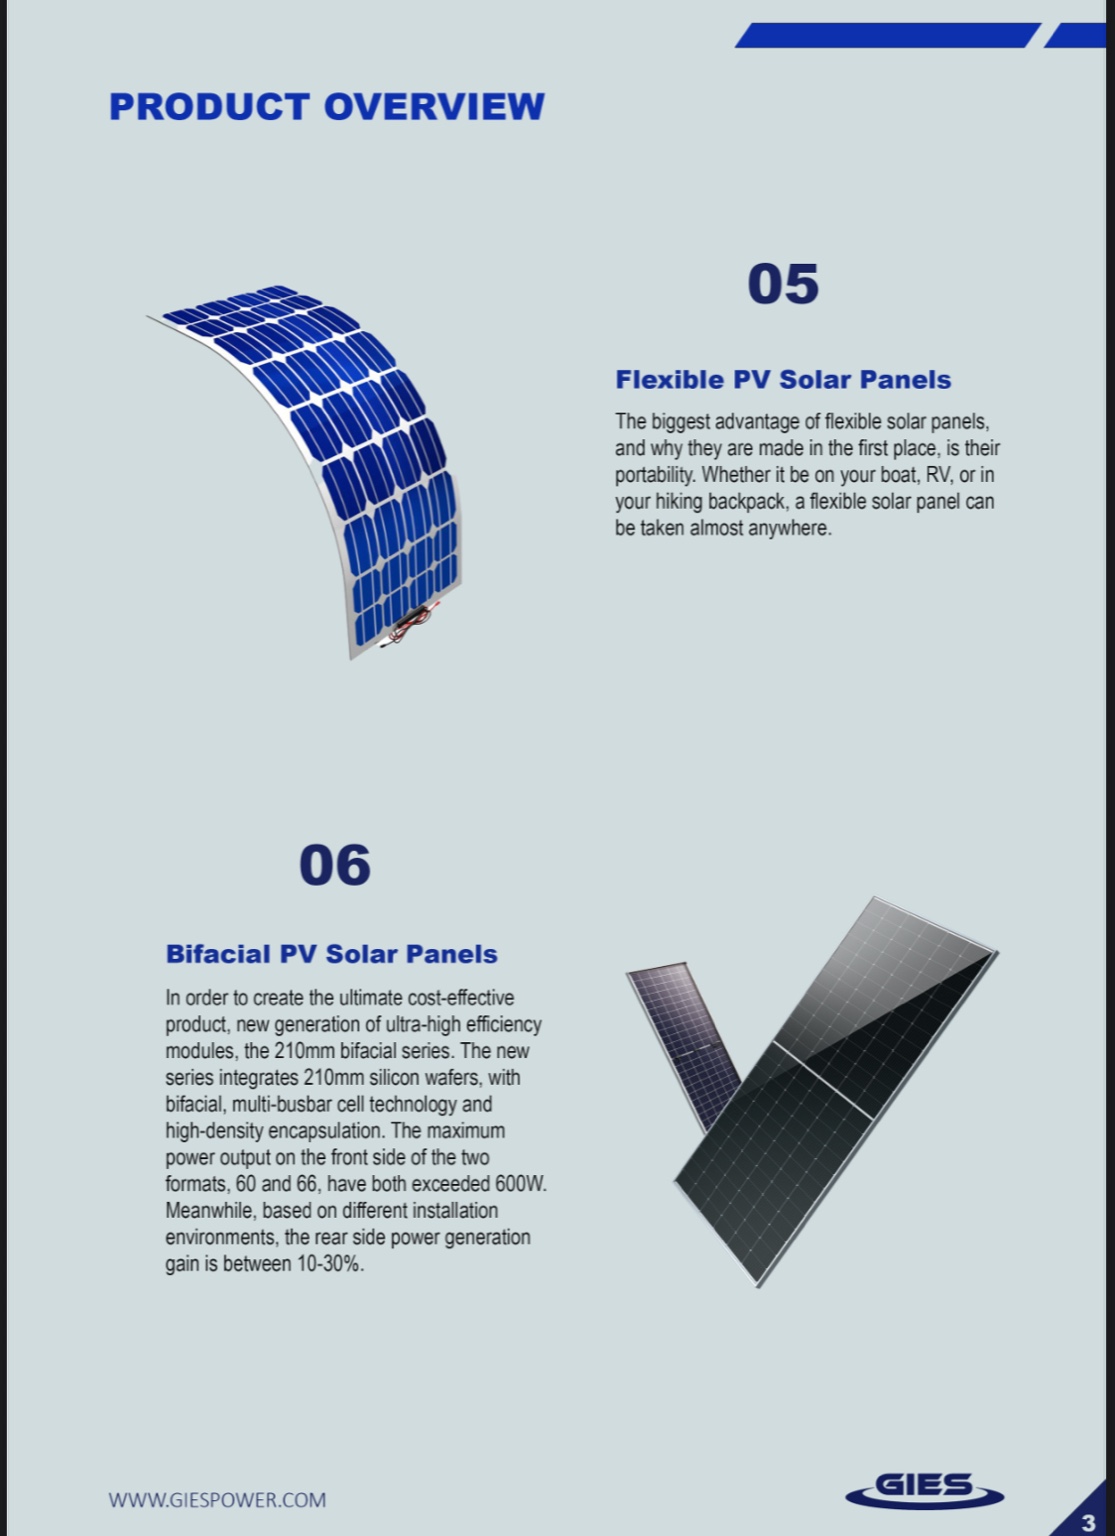 PRODUCT OVERVIEW
05
Flexible PV Solar Panels
The biggest advantage of flexible solar panels,
and why they are made in the first place, is their
portability. Whether it be on your boat, RV, or in
your hiking backpack, a flexible solar panel can
be taken almost anywhere.
06
Bifacial PV Solar Panels
In order to create the ultimate cost-effective
product, new generation of ultra-high efficiency
modules, the 210mm bifacial series. The new
series integrates 210mm silicon wafers, with
bifacial, multi-busbar cell technology and
high-density encapsulation. The maximum
power output on the front side of the two
formats, 60 and 66, have both exceeded 600W.
Meanwhile, based on different installation
environments, the rear side power generation
gain is between 10-30%.
WWW.GIESPOWER.COM
GIES
3